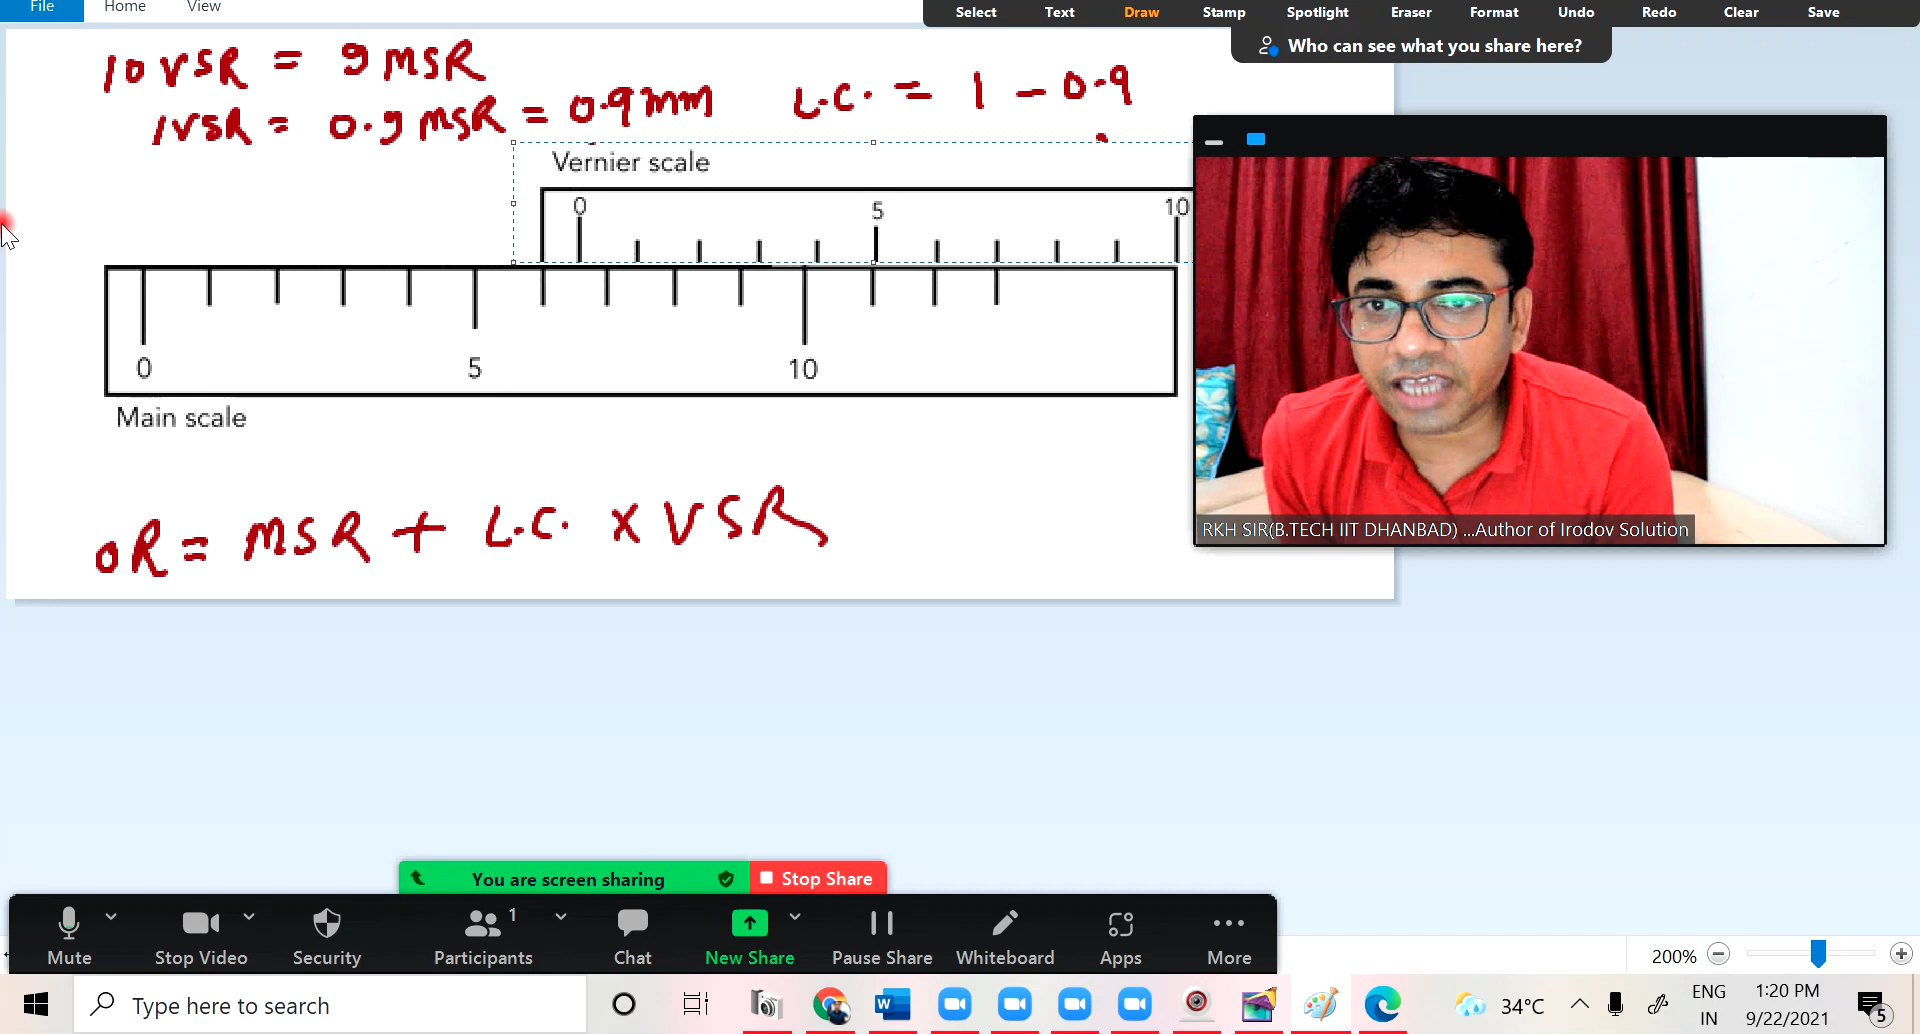 File Home View
Select Text Draw Stamp Spotlight Eraser Format Undo Redo Clear Save
Who can see what you share here?
10 VSR = 9 MSR
1 VSR = 0.9 MSR = 0.9 mm L.C. = 1 - 0.9
Vernier scale
0 5 10
0 5 10
Main scale
OR = MSR + L.C. X VSR
RKH SIR(B.TECH IIT DHANBAD) ...Author of Irodov Solution
You are screen sharing Stop Share
1
Mute Stop Video Security Participants Chat New Share Pause Share Whiteboard Apps More
200%
Type here to search
34°C
ENG
IN
1:20 PM
9/22/2021
5